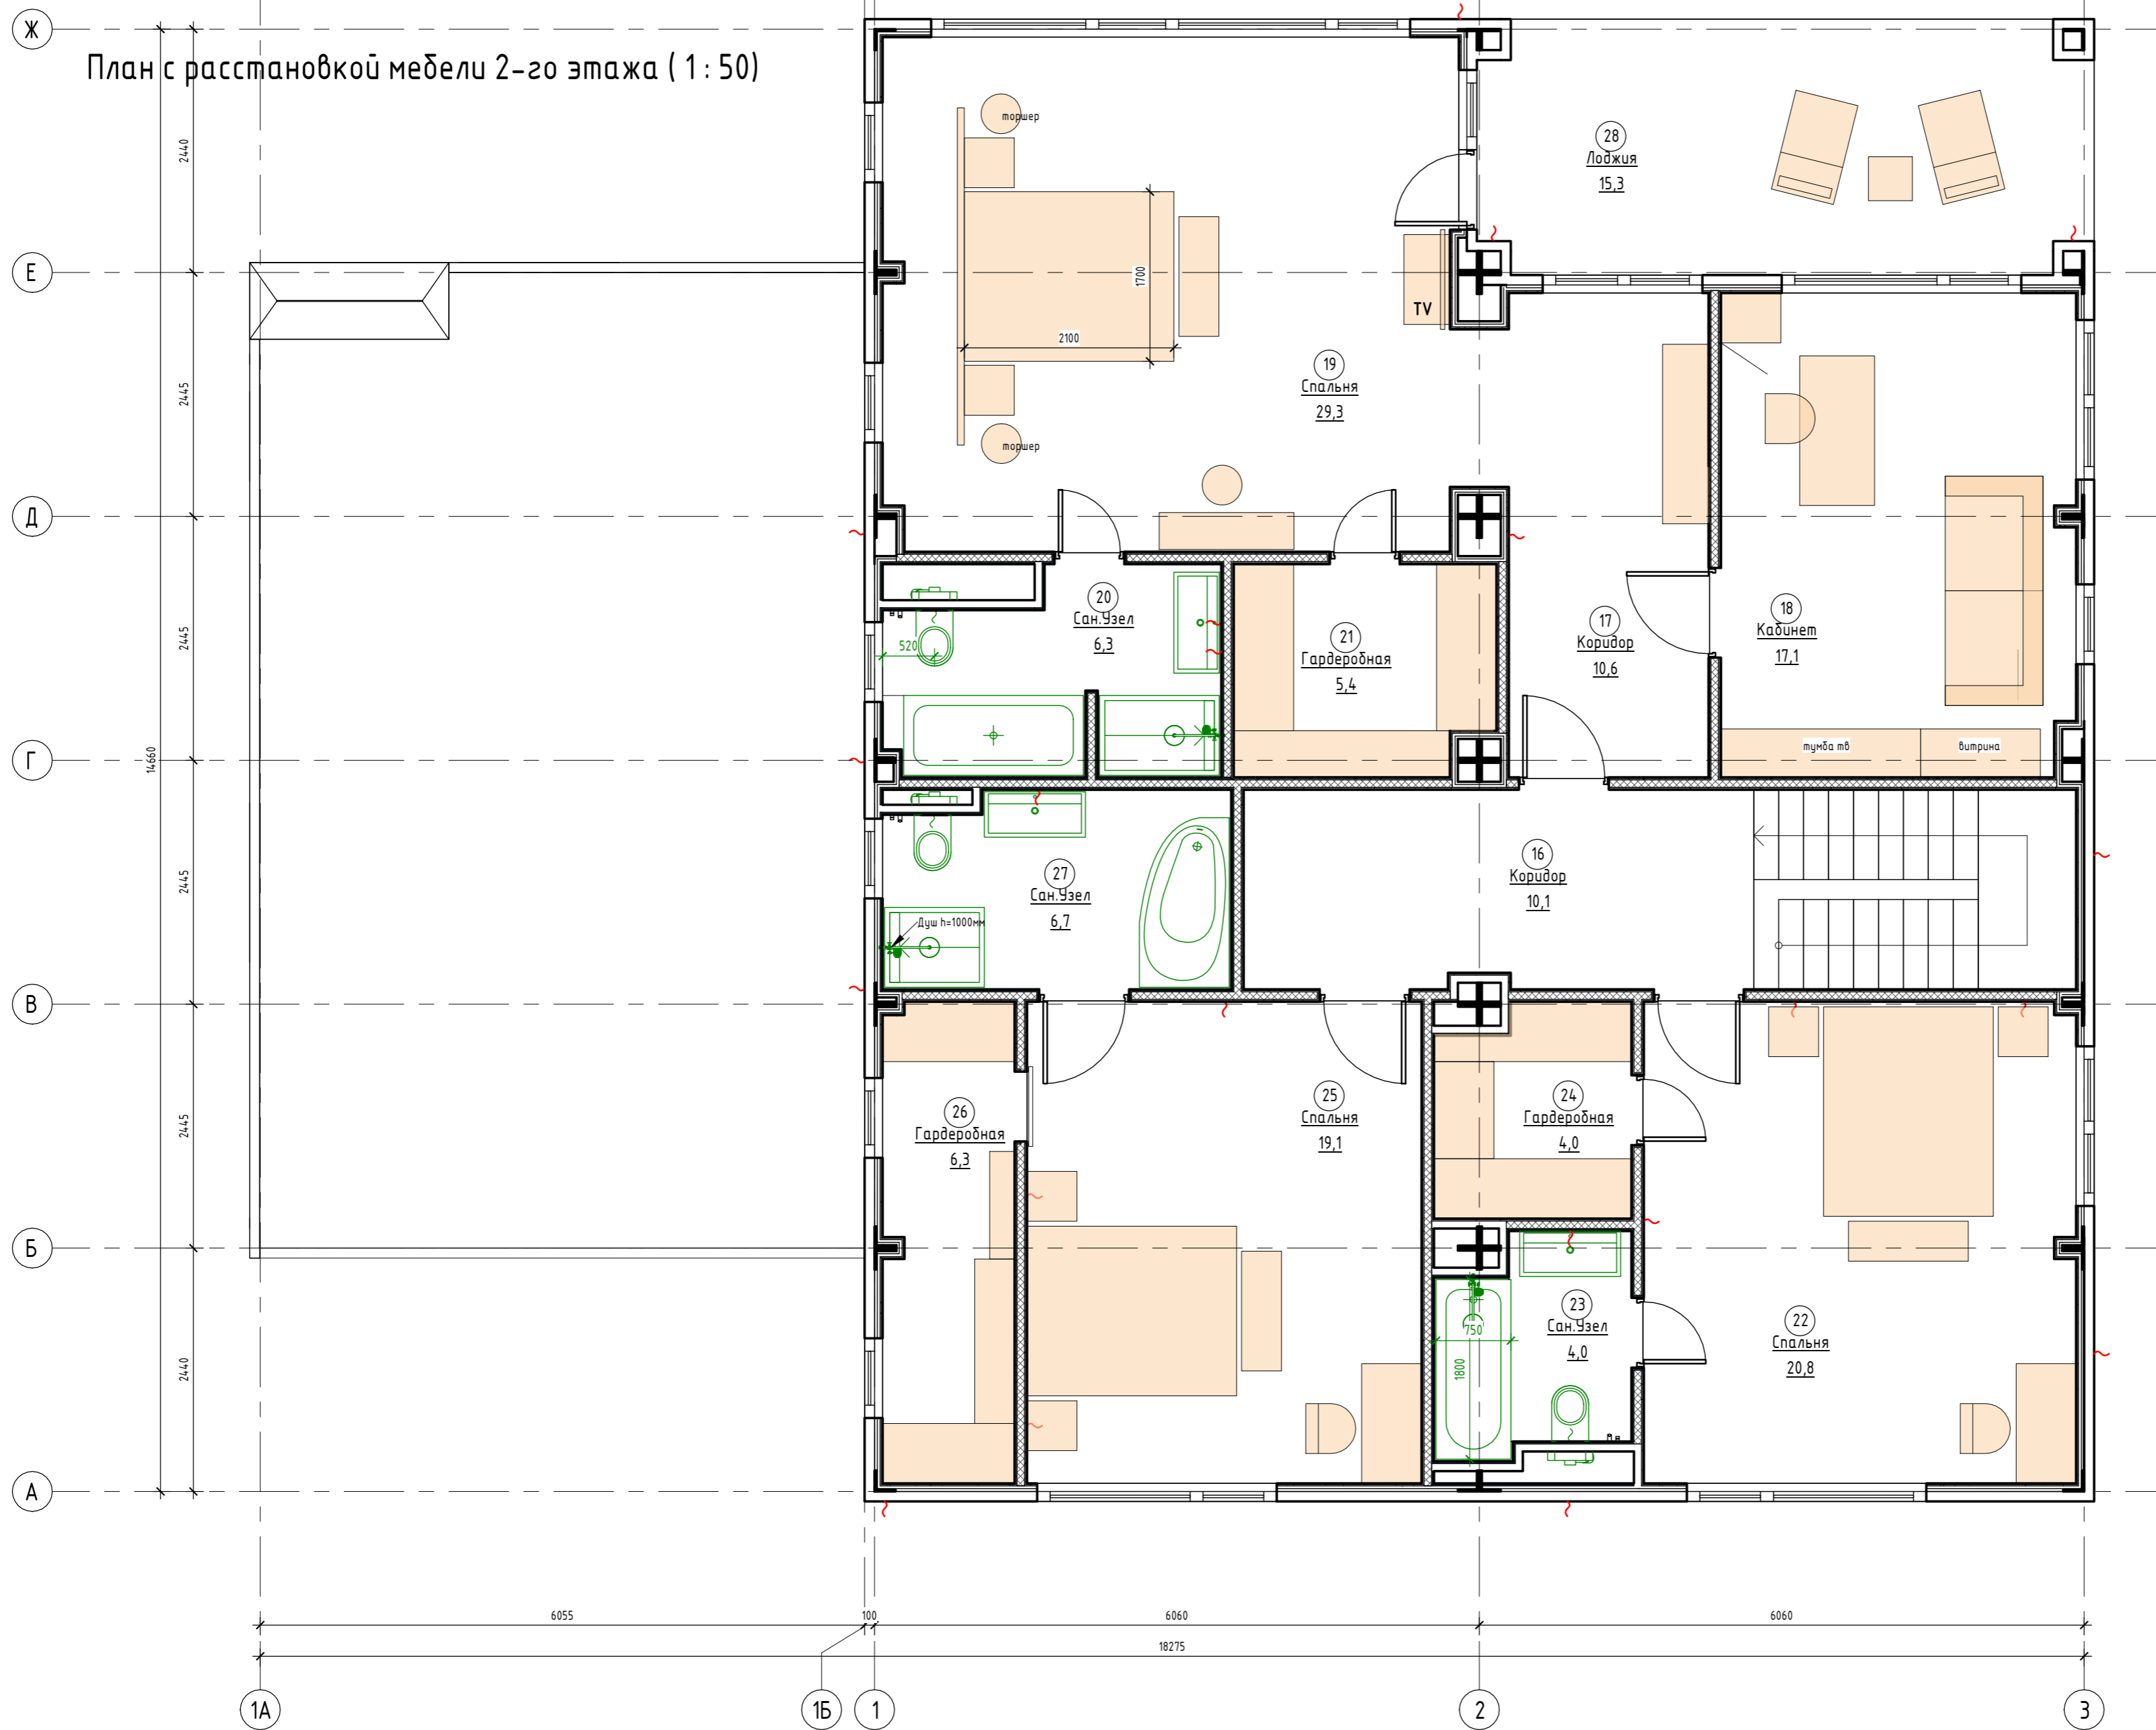 Ж
План с расстановкой мебели 2-го этажа ( 1 : 50)
торшер
28
Лоджия
15,3
2440
Е
1700
TV
2100
19
Спальня
29,3
2445
торшер
Д
20
Сан.Узел
6,3
520
21
Гардеробная
5,4
17
Коридор
10,6
18
Кабинет
17,1
2445
тумба тв
витрина
Г
14660
16
Коридор
10,1
27
Сан.Узел
6,7
2445
Душ h=1000мм
В
26
Гардеробная
6,3
25
Спальня
19,1
24
Гардеробная
4,0
2445
Б
23
Сан.Узел
4,0
750
1800
22
Спальня
20,8
2440
А
6055
100
6060
6060
18275
1А
1Б
1
2
3